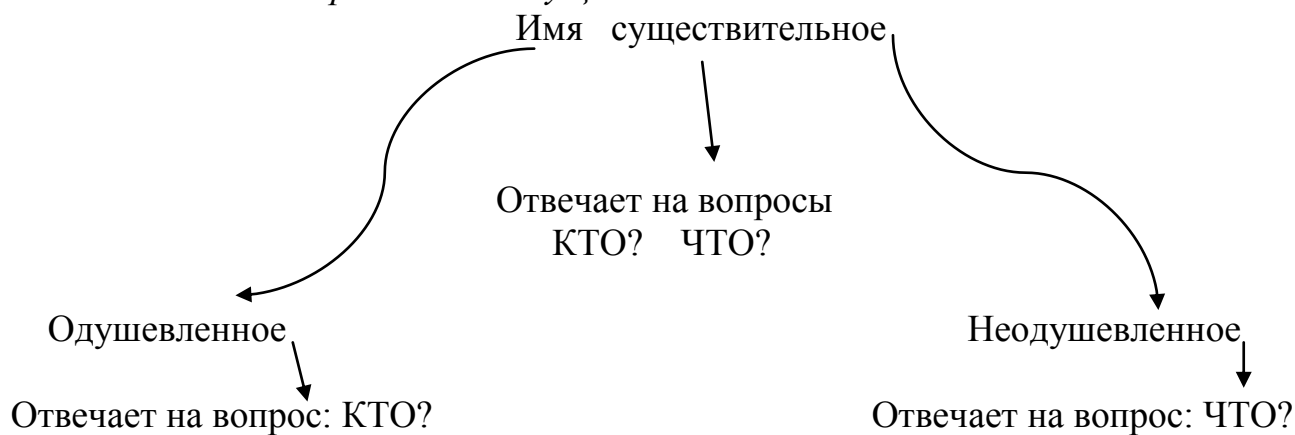 Имя существительное
Отвечает на вопросы
КТО? ЧТО?
Одушевленное
Неодушевленное
Отвечает на вопрос: КТО?
Отвечает на вопрос: ЧТО?